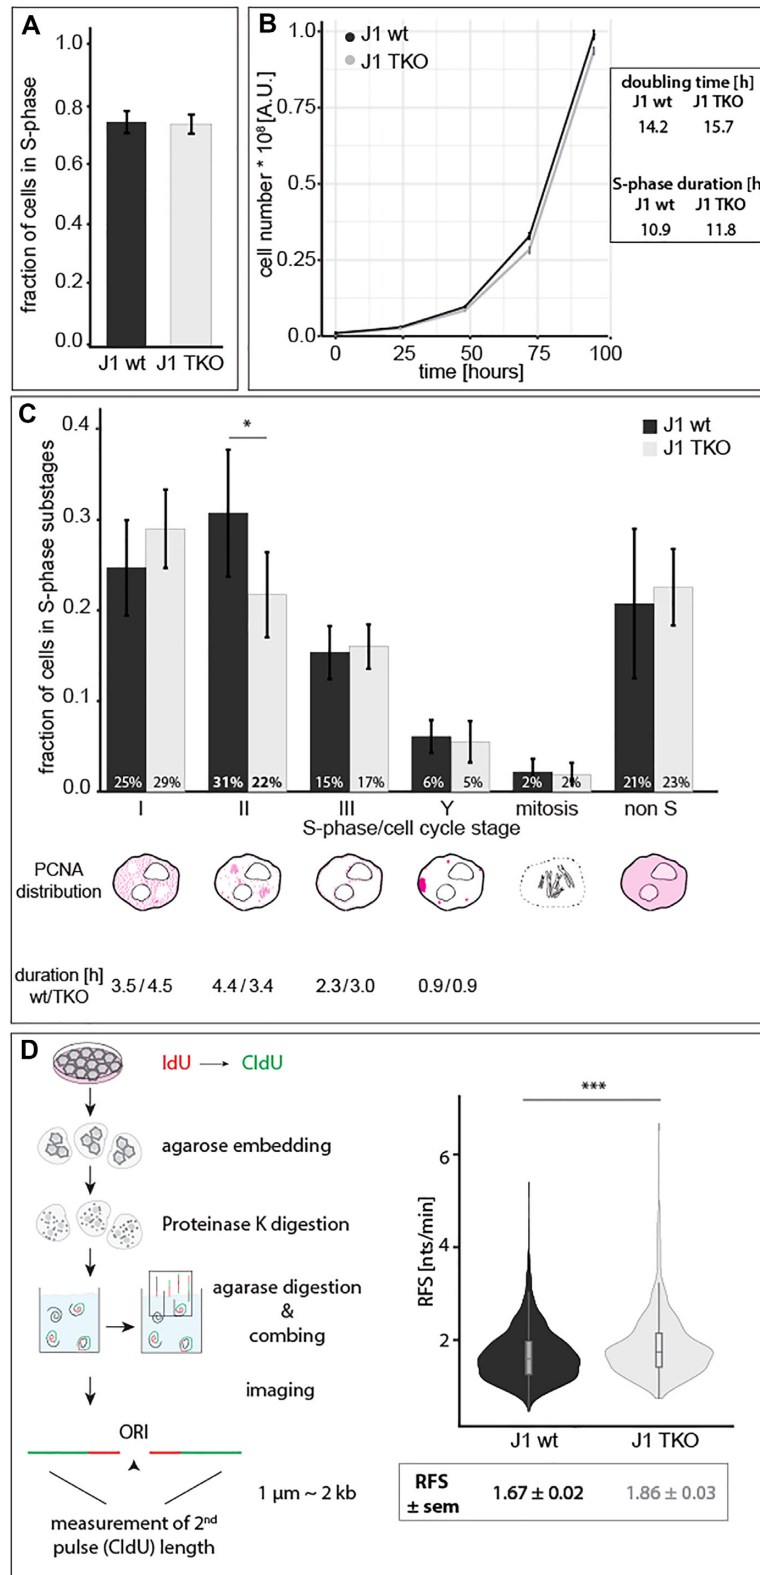 A
fraction of cells in S-phase
1.0
0.8
0.6
0.4
0.2
0.0
J1 wt J1 TKO
B
J1 wt
J1 TKO
cell number * 10⁸ [A.U.]
1.0
0.75
0.5
0.25
0.0
0 25 50 75 100
time [hours]
doubling time [h]
J1 wt J1 TKO
14.2 15.7
S-phase duration [h
J1 wt J1 TKO
10.9 11.8
C
fraction of cells in S-phase substages
0.4
0.3
0.2
0.1
0.0
*
J1 wt
J1 TKO
25% 29% 31% 22% 15% 17% 6% 5% 2% 2% 21% 23%
I II III Y mitosis non S
S-phase/cell cycle stage
PCNA
distribution
duration [h]
wt/TKO
3.5/4.5 4.4/3.4 2.3/3.0 0.9/0.9
D
IdU → CldU
agarose embedding
Proteinase K digestion
agarase digestion
&
combing
imaging
ORI
1 µm ~ 2 kb
measurement of 2nd
pulse (CldU) length
***
RFS [nts/min]
6
4
2
J1 wt J1 TKO
RFS
± sem
1.67 ± 0.02 1.86 ± 0.03